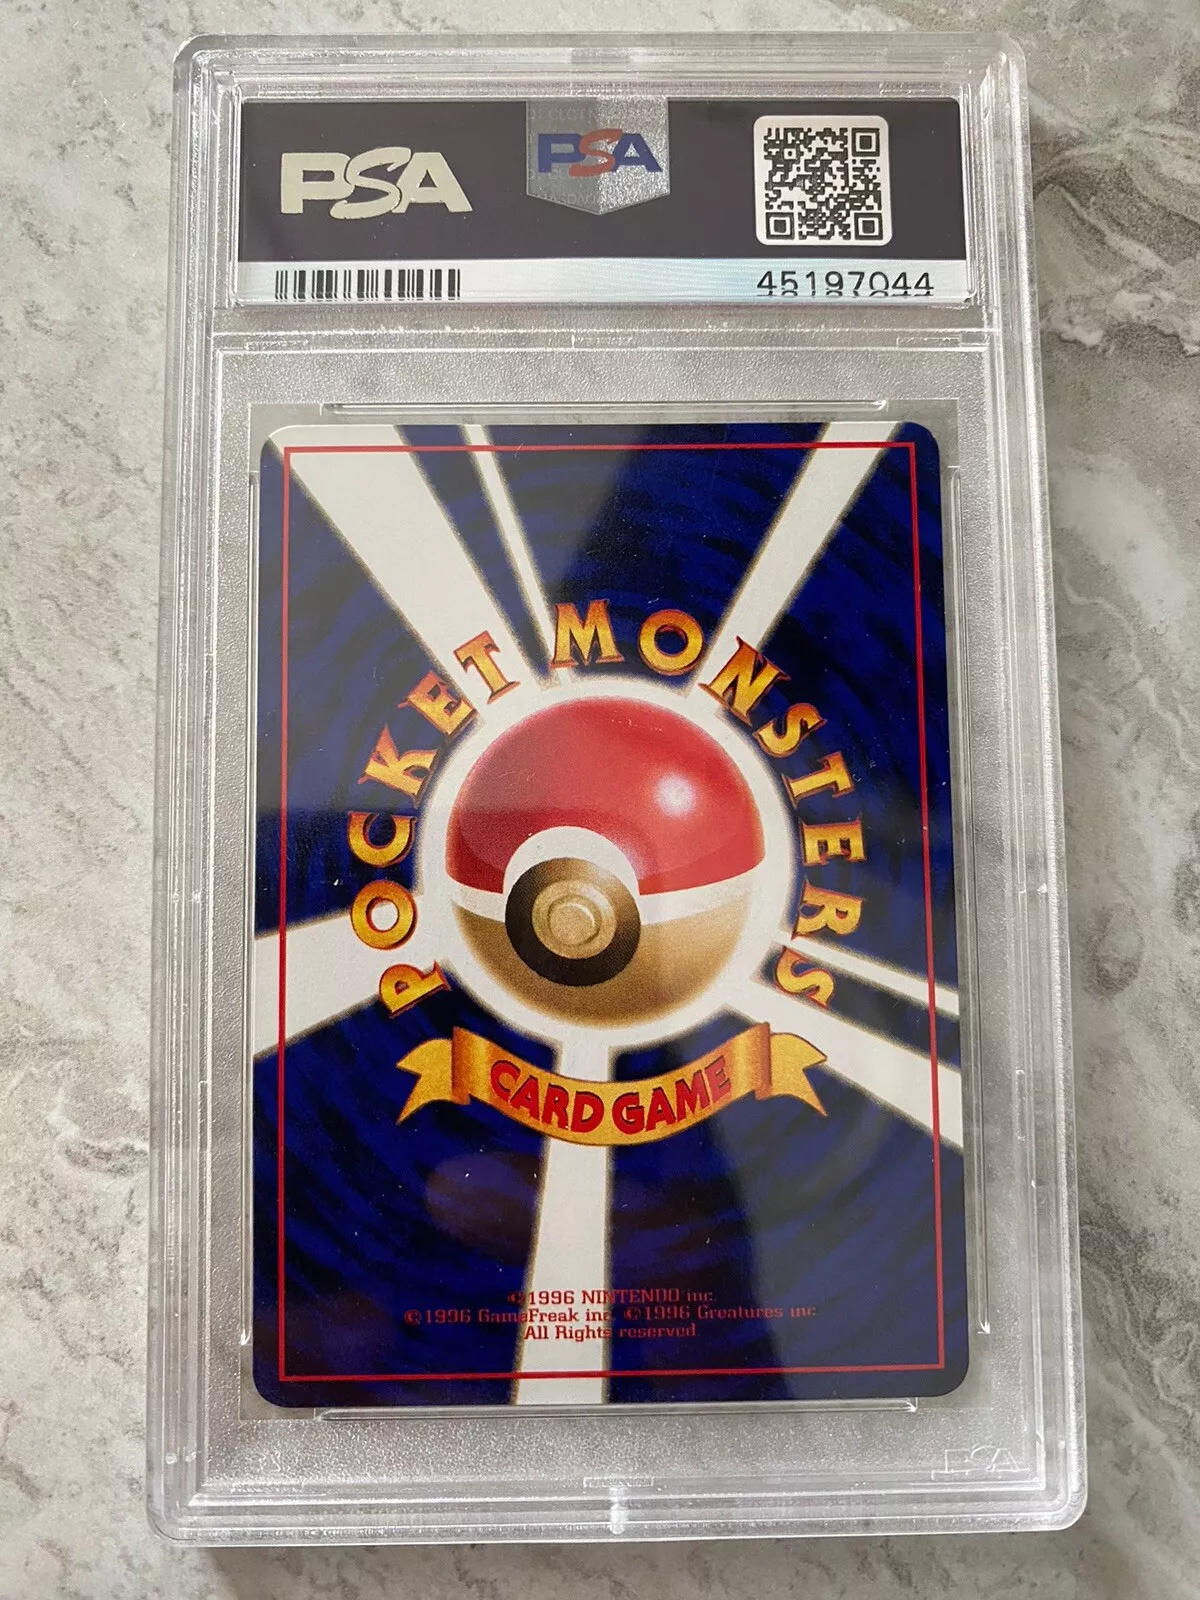 PSA
PSA
45197044
POCKET MONSTERS
CARD GAME
©1996 NINTENDO inc.
©1996 GameFreak inc. ©1996 Creatures inc.
All Rights reserved
PSA